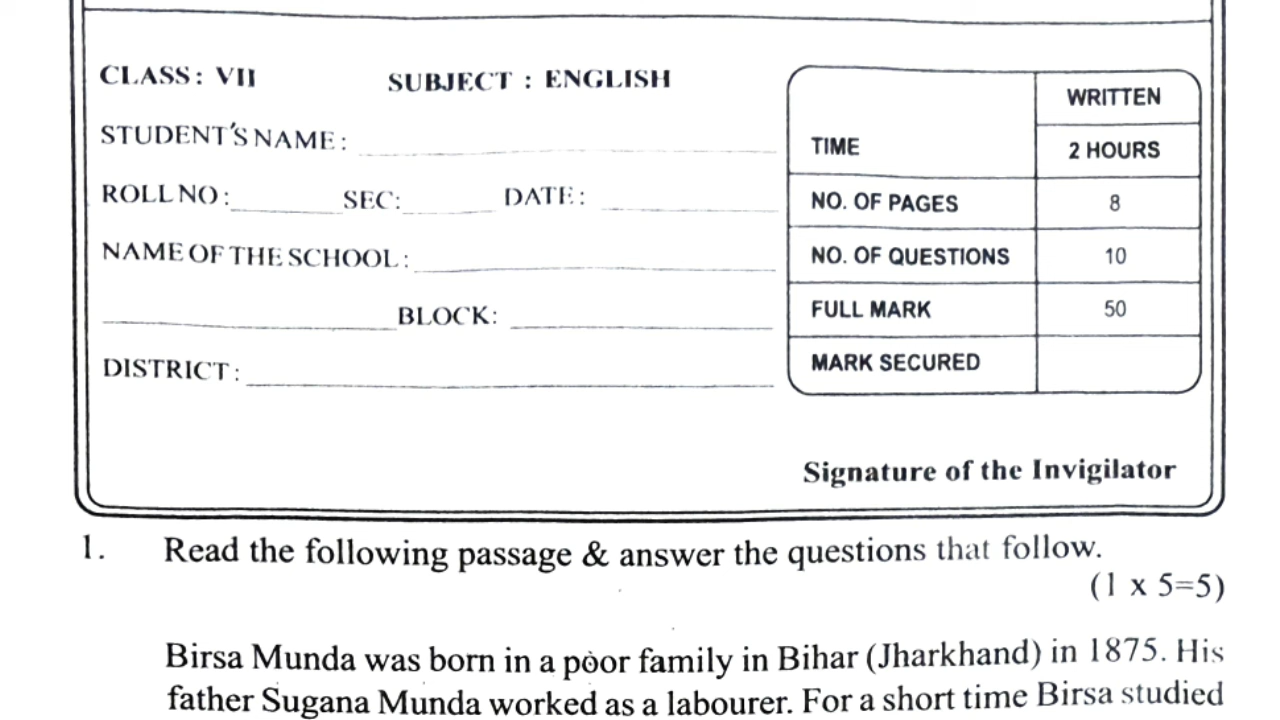 CLASS : VII SUBJECT : ENGLISH
STUDENT'S NAME :
ROLL NO : SEC: DATE :
NAME OF THE SCHOOL :
BLOCK:
DISTRICT :
WRITTEN
TIME 2 HOURS
NO. OF PAGES 8
NO. OF QUESTIONS 10
FULL MARK 50
MARK SECURED
Signature of the Invigilator
1. Read the following passage & answer the questions that follow.
(1 x 5=5)
Birsa Munda was born in a poor family in Bihar (Jharkhand) in 1875. His
father Sugana Munda worked as a labourer. For a short time Birsa studied